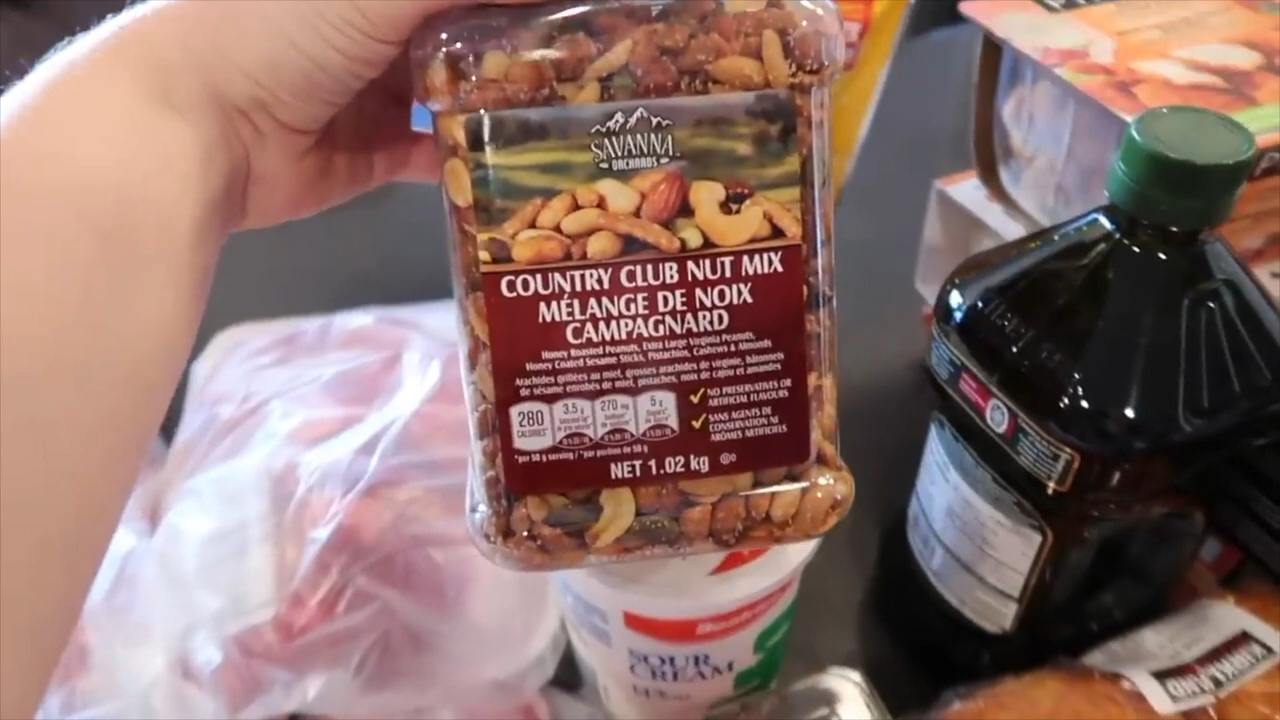 SAVANNA
ORCHARDS
COUNTRY CLUB NUT MIX
MÉLANGE DE NOIX
CAMPAGNARD
Honey Roasted Peanuts, Extra Large Virginia Peanuts,
Honey Coated Sesame Sticks, Pistachios, Cashews & Almonds
Arachides grillées au miel, grosses arachides de virginie, bâtonnets
de sésame enrobés de miel, pistaches, noix de cajou et amandes
280
CALORIES*
3.5 g
270 mg
5 g
NO PRESERVATIVES OR
ARTIFICIAL FLAVOURS
SANS AGENTS DE
CONSERVATION NI
ARÔMES ARTIFICIELS
*per 50 g serving / *par portion de 50 g
NET 1.02 kg
SOUR
CREAM
KIRKLAND